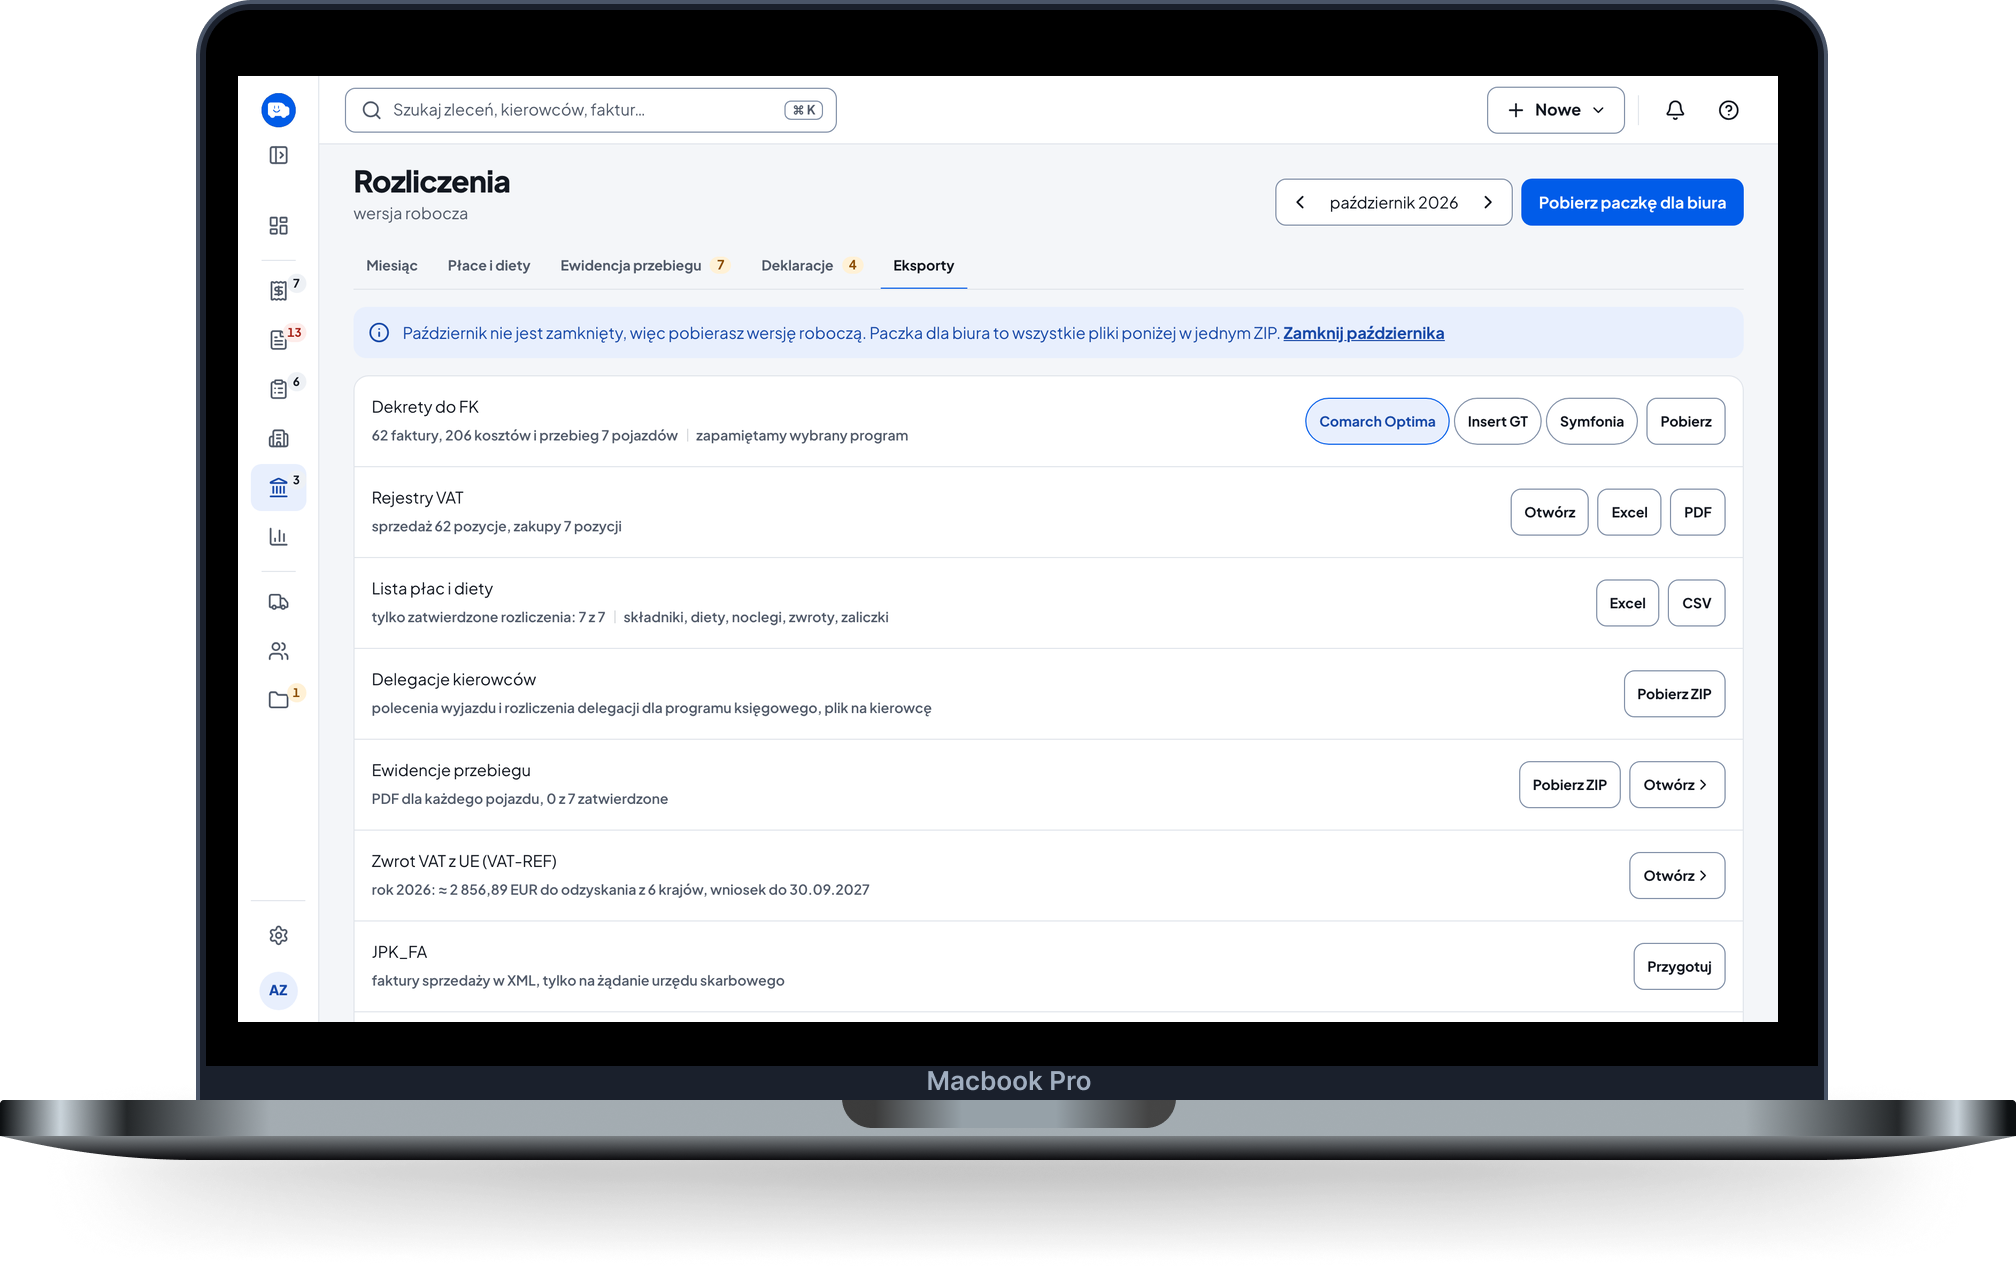 Szukaj zleceń, kierowców, faktur...
⌘ K
Nowe
Rozliczenia
wersja robocza
październik 2026
Pobierz paczkę dla biura
Miesiąc
Płace i diety
Ewidencja przebiegu 7
Deklaracje 4
Eksporty
7
13
6
3
1
AZ
Październik nie jest zamknięty, więc pobierasz wersję roboczą. Paczka dla biura to wszystkie pliki poniżej w jednym ZIP. Zamknij październik​a
Dekrety do FK
62 faktury, 206 kosztów i przebieg 7 pojazdów | zapamiętamy wybrany program
Comarch Optima
Insert GT
Symfonia
Pobierz
Rejestry VAT
sprzedaż 62 pozycje, zakupy 7 pozycji
Otwórz
Excel
PDF
Lista płac i diety
tylko zatwierdzone rozliczenia: 7 z 7 | składniki, diety, noclegi, zwroty, zaliczki
Excel
CSV
Delegacje kierowców
polecenia wyjazdu i rozliczenia delegacji dla programu księgowego, plik na kierowcę
Pobierz ZIP
Ewidencje przebiegu
PDF dla każdego pojazdu, 0 z 7 zatwierdzone
Pobierz ZIP
Otwórz
Zwrot VAT z UE (VAT-REF)
rok 2026: ≈ 2 856,89 EUR do odzyskania z 6 krajów, wniosek do 30.09.2027
Otwórz
JPK_FA
faktury sprzedaży w XML, tylko na żądanie urzędu skarbowego
Przygotuj
Macbook Pro